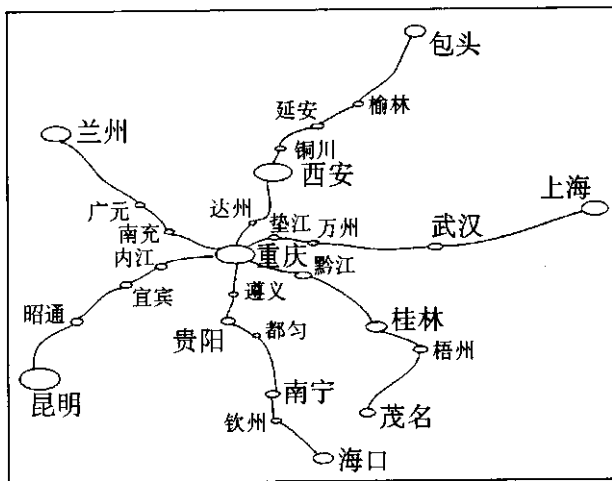 包头
榆林
延安
兰州
铜川
西安
上海
广元
达州
垫江
万州
武汉
南充
内江
重庆
黔江
宜宾
遵义
昭通
桂林
贵阳
都匀
梧州
昆明
南宁
茂名
钦州
海口